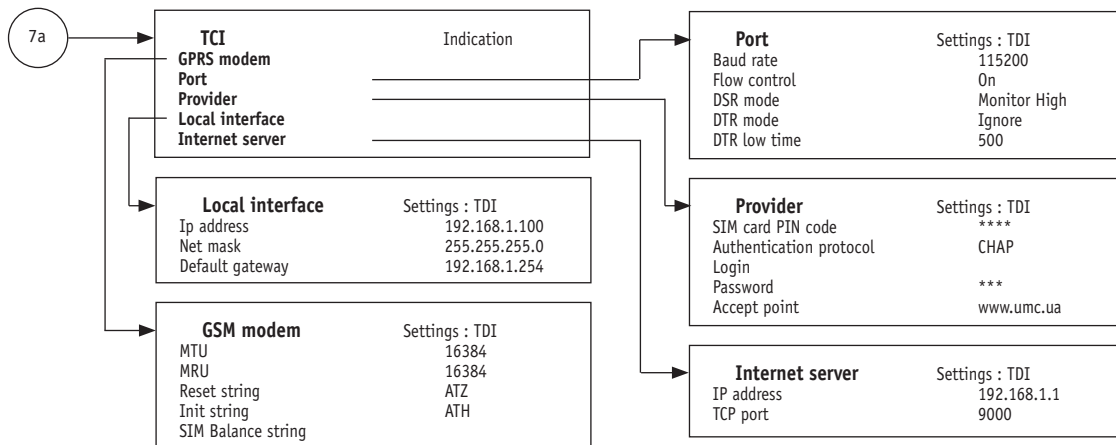 7a
TCI Indication
GPRS modem
Port
Provider
Local interface
Internet server
Local interface Settings : TDI
Ip address 192.168.1.100
Net mask 255.255.255.0
Default gateway 192.168.1.254
GSM modem Settings : TDI
MTU 16384
MRU 16384
Reset string ATZ
Init string ATH
SIM Balance string
Port Settings : TDI
Baud rate 115200
Flow control On
DSR mode Monitor High
DTR mode Ignore
DTR low time 500
Provider Settings : TDI
SIM card PIN code ****
Authentication protocol CHAP
Login
Password ***
Accept point www.umc.ua
Internet server Settings : TDI
IP address 192.168.1.1
TCP port 9000